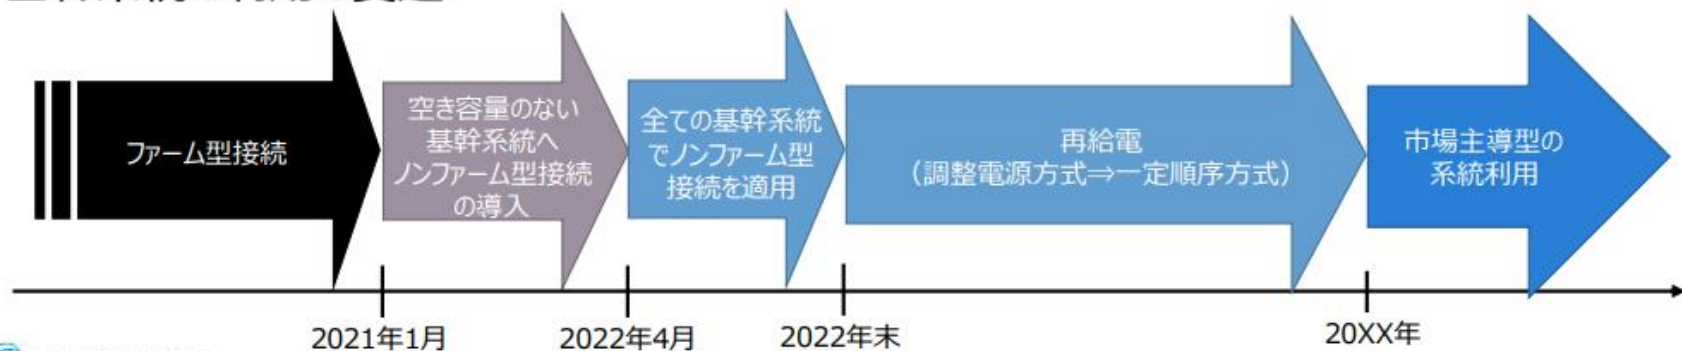 ファーム型接続
空き容量のない
基幹系統へ
ノンファーム型接続
の導入
全ての基幹系統
でノンファーム型
接続を適用
再給電
（調整電源方式⇒一定順序方式）
市場主導型の
系統利用
2021年1月
2022年4月
2022年末
20XX年